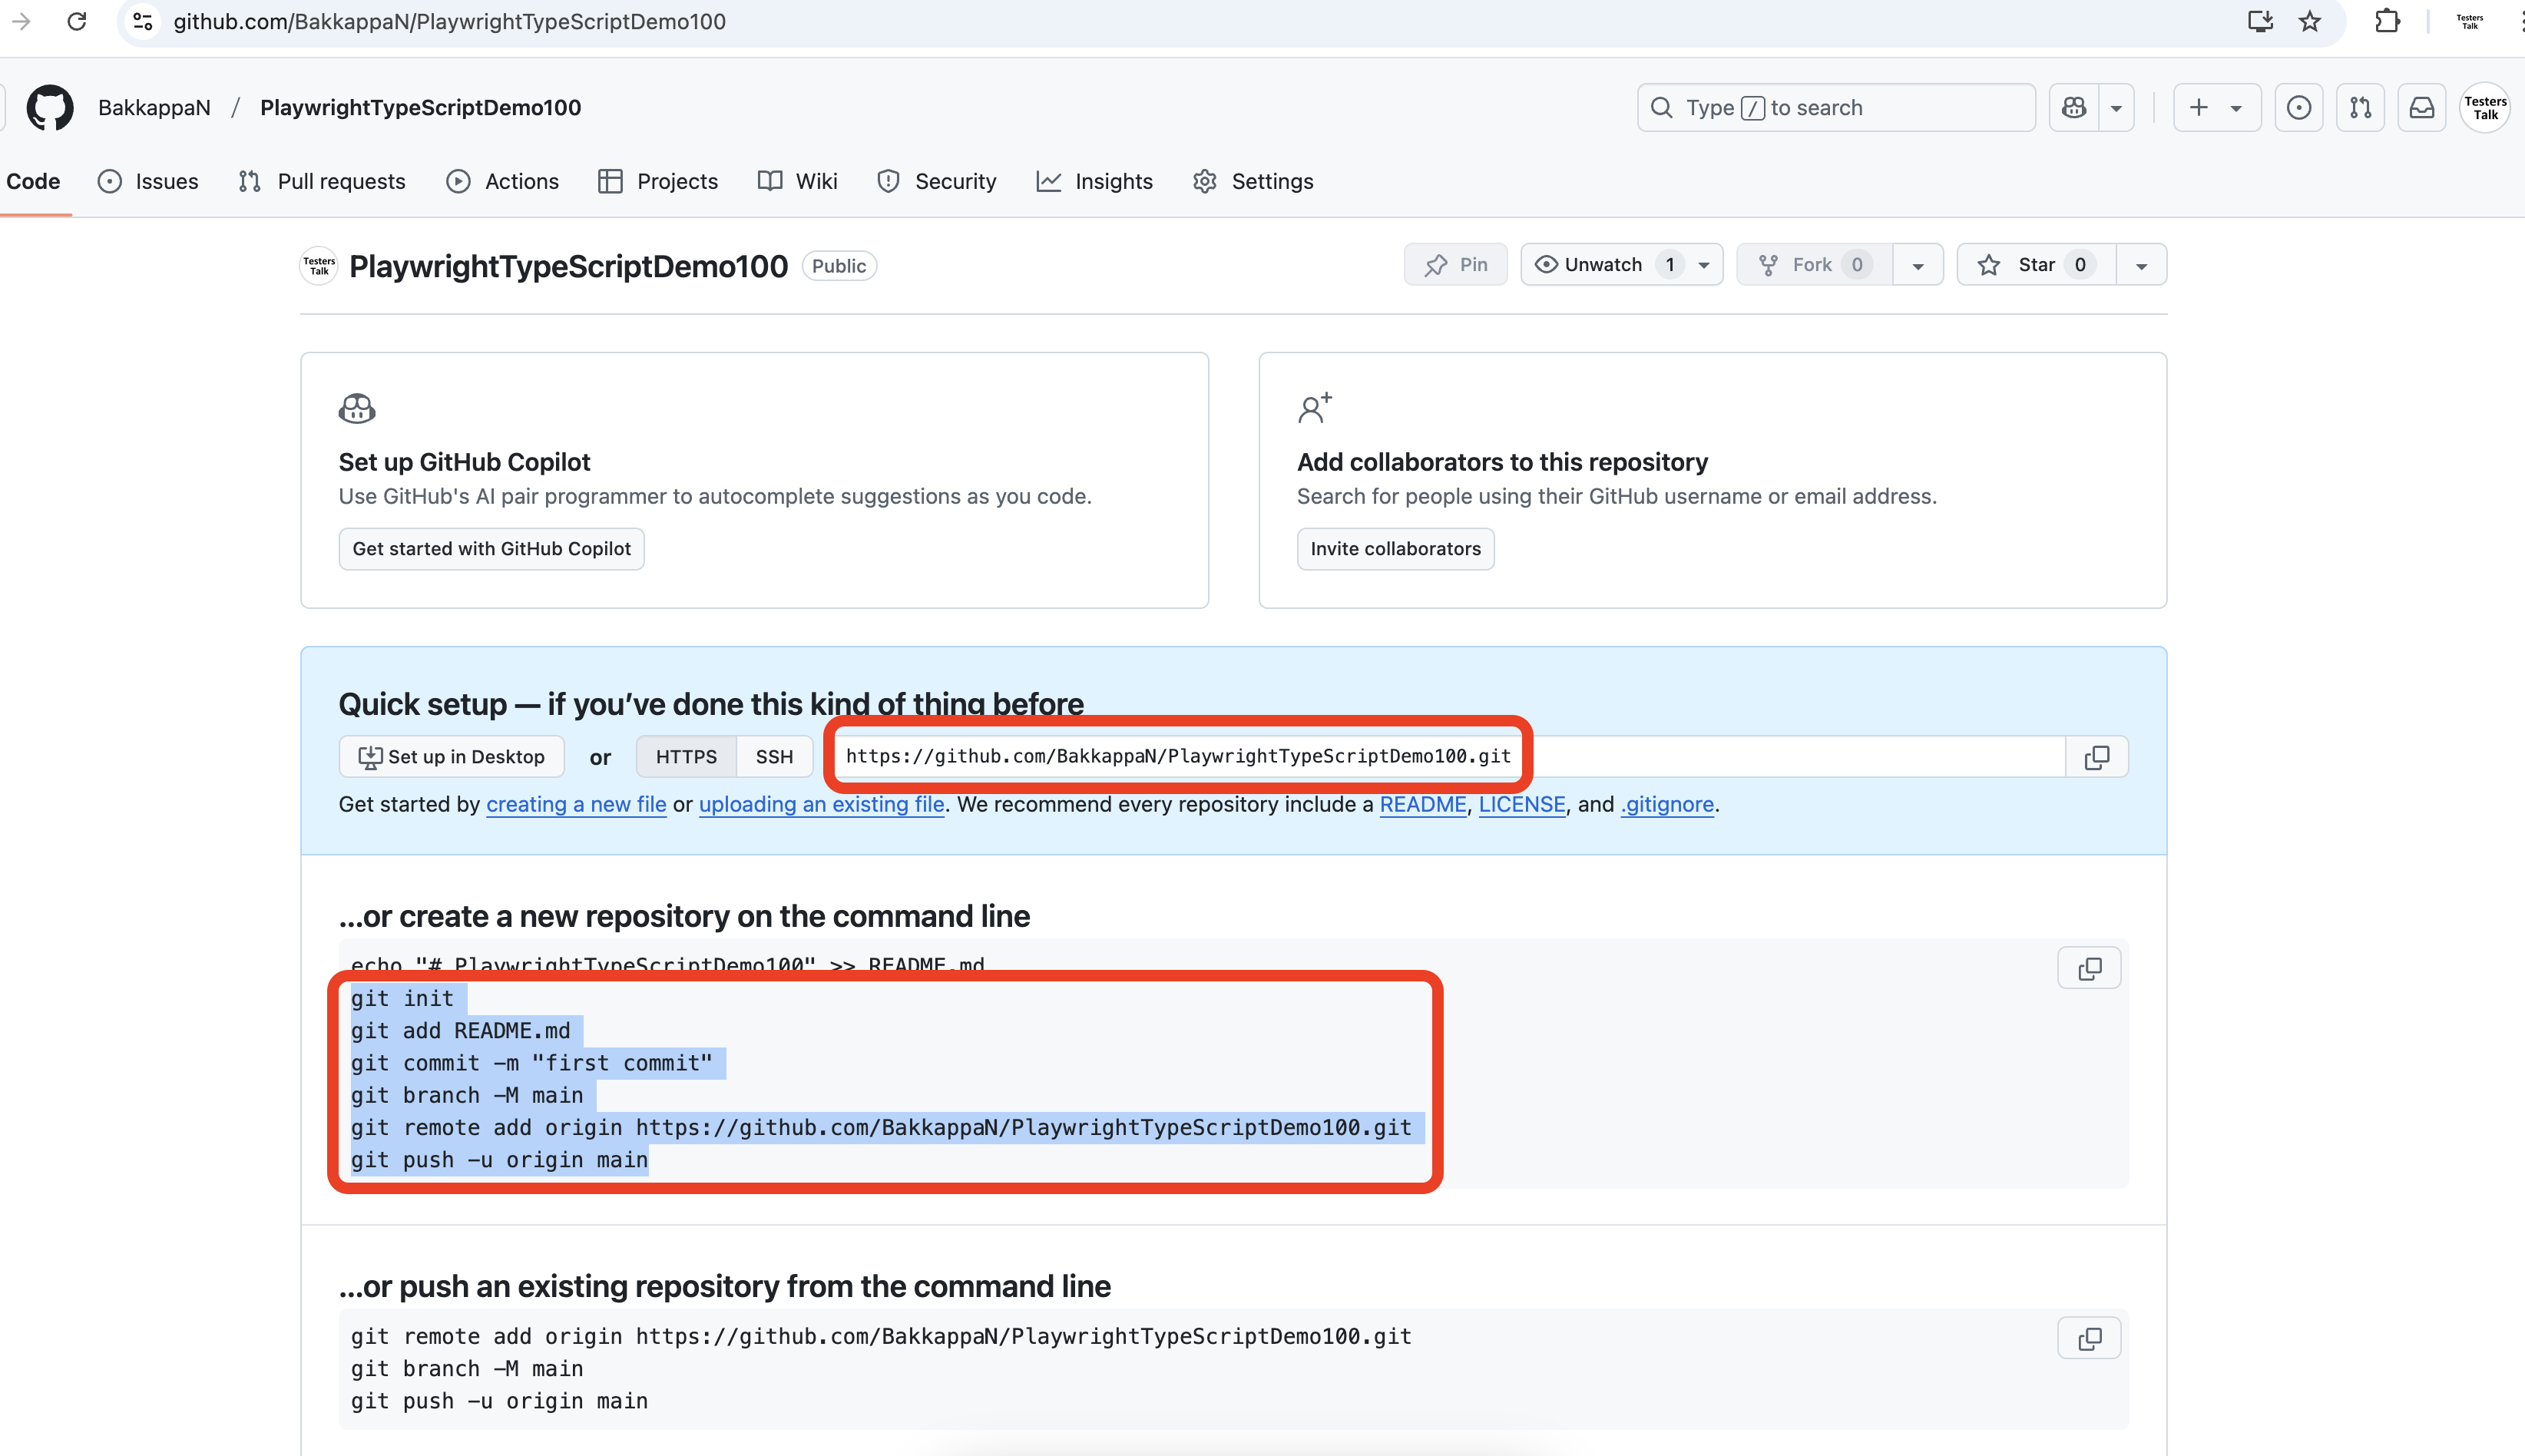 github.com/BakkappaN/PlaywrightTypeScriptDemo100
Testers Talk
BakkappaN / PlaywrightTypeScriptDemo100
Type / to search
Testers Talk
Code Issues Pull requests Actions Projects Wiki Security Insights Settings
Testers Talk
PlaywrightTypeScriptDemo100 Public
Pin Unwatch 1 Fork 0 Star 0
Set up GitHub Copilot
Use GitHub's AI pair programmer to autocomplete suggestions as you code.
Get started with GitHub Copilot
Add collaborators to this repository
Search for people using their GitHub username or email address.
Invite collaborators
Quick setup — if you’ve done this kind of thing before
Set up in Desktop or HTTPS SSH https://github.com/BakkappaN/PlaywrightTypeScriptDemo100.git
Get started by creating a new file or uploading an existing file. We recommend every repository include a README, LICENSE, and .gitignore.
…or create a new repository on the command line
echo "# PlaywrightTypeScriptDemo100" >> README.md
git init
git add README.md
git commit -m "first commit"
git branch -M main
git remote add origin https://github.com/BakkappaN/PlaywrightTypeScriptDemo100.git
git push -u origin main
…or push an existing repository from the command line
git remote add origin https://github.com/BakkappaN/PlaywrightTypeScriptDemo100.git
git branch -M main
git push -u origin main